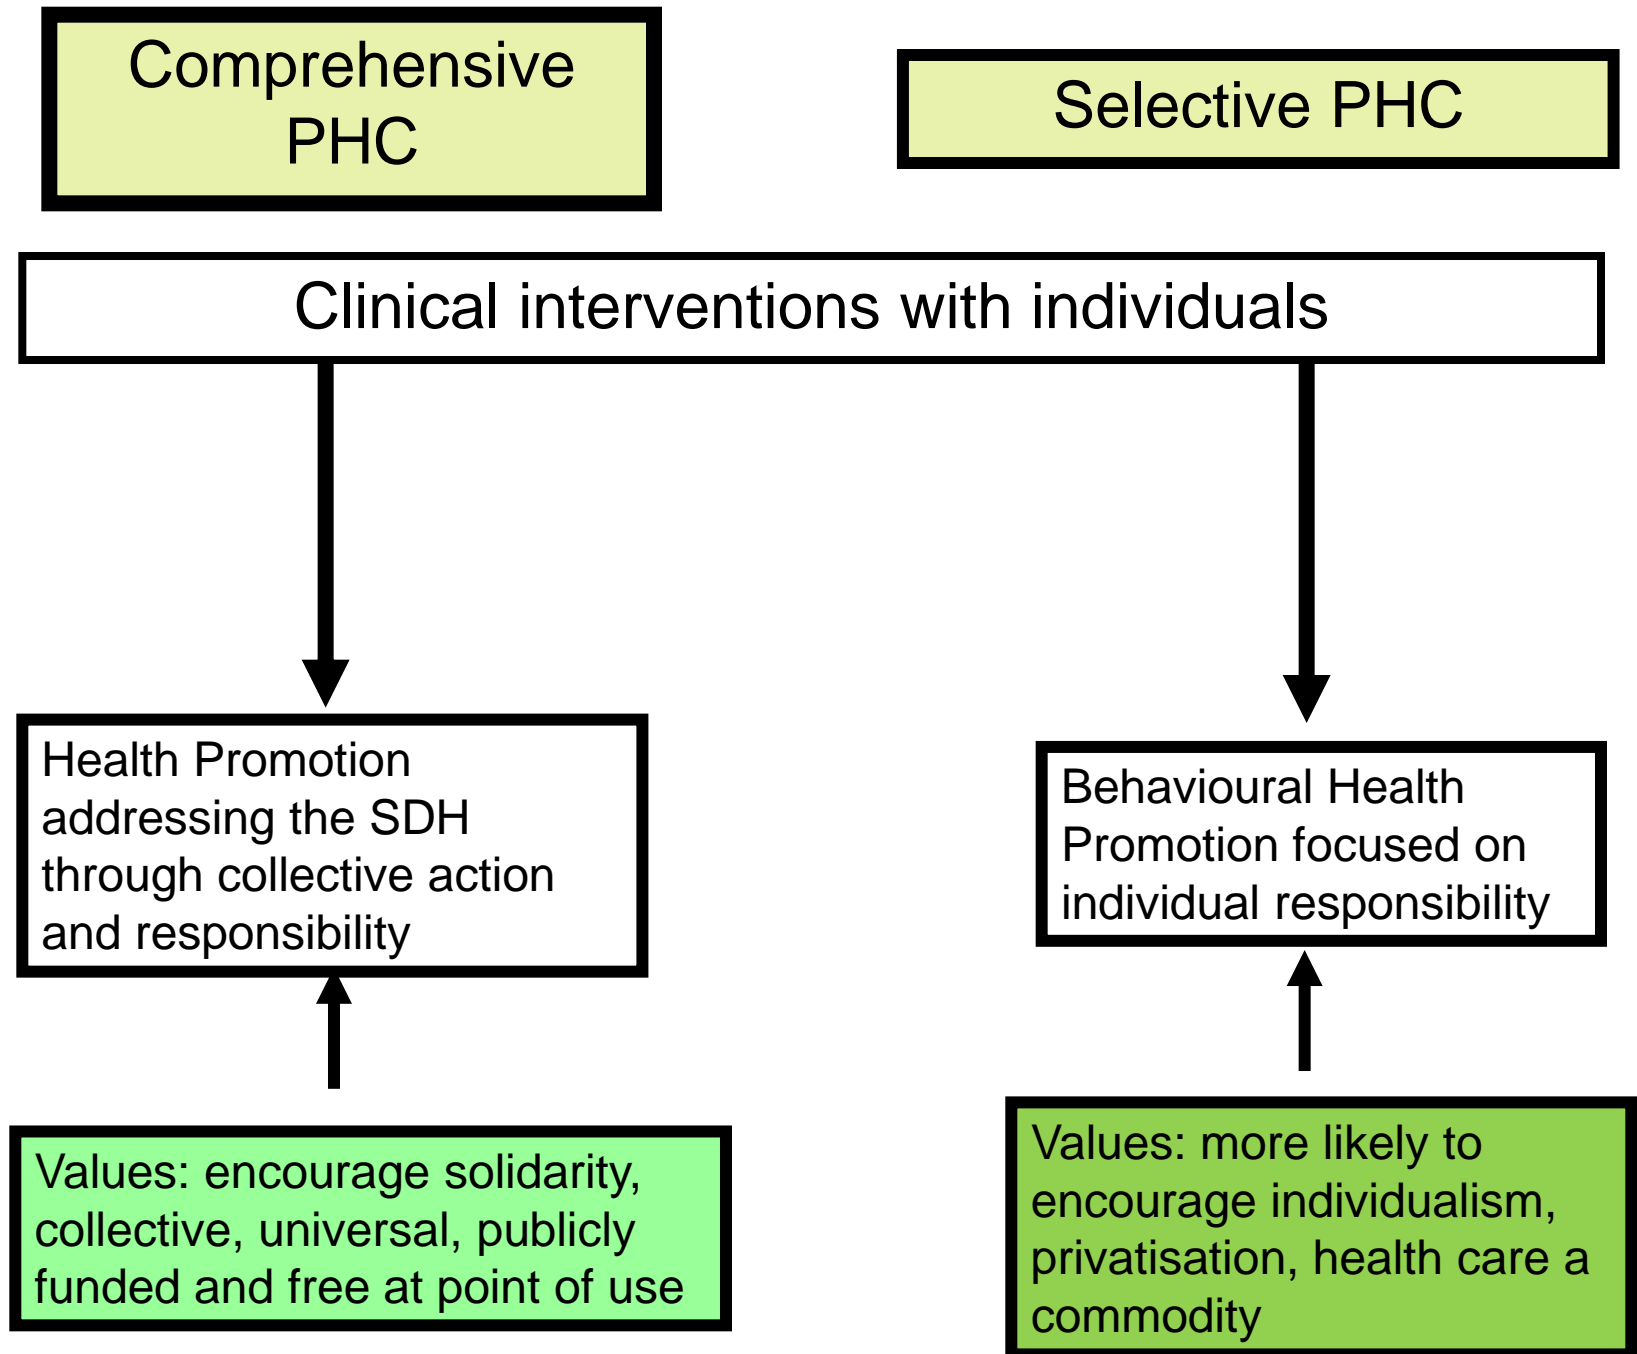 Comprehensive
PHC
Selective PHC
Clinical interventions with individuals
Health Promotion
addressing the SDH
through collective action
and responsibility
Behavioural Health
Promotion focused on
individual responsibility
Values: encourage solidarity,
collective, universal, publicly
funded and free at point of use
Values: more likely to
encourage individualism,
privatisation, health care a
commodity